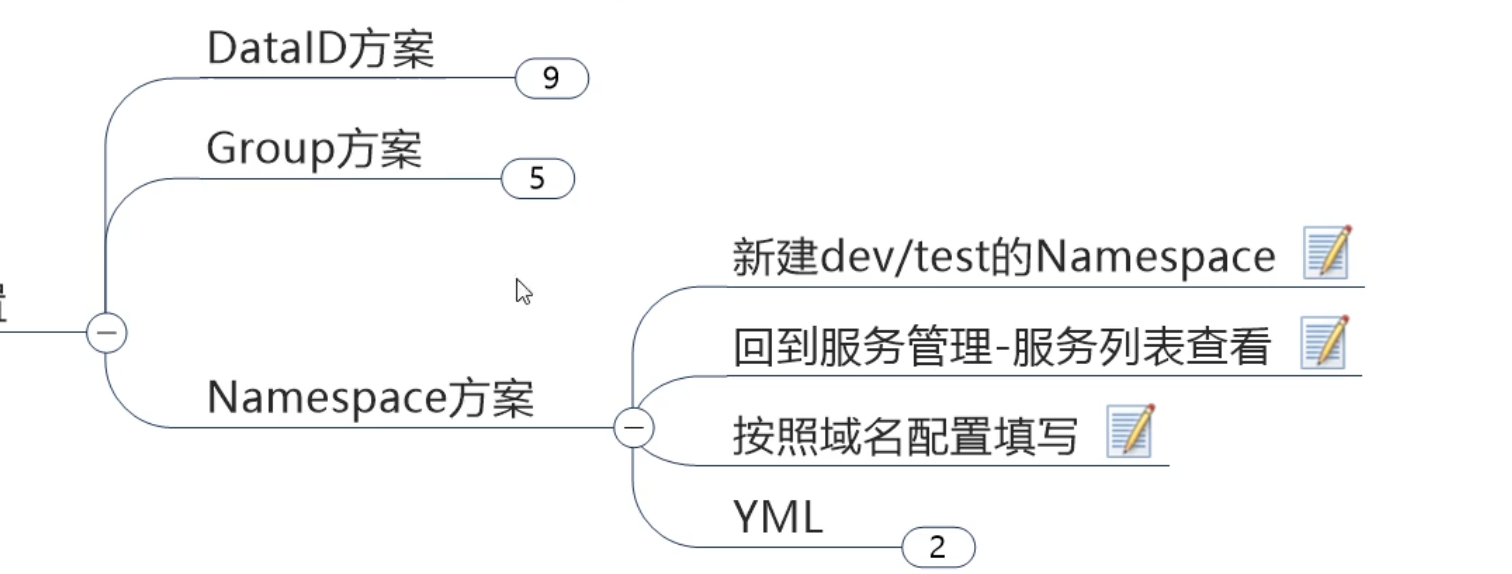 DataID方案
9
Group方案
5
新建dev/test的Namespace
回到服务管理-服务列表查看
Namespace方案
按照域名配置填写
YML
2